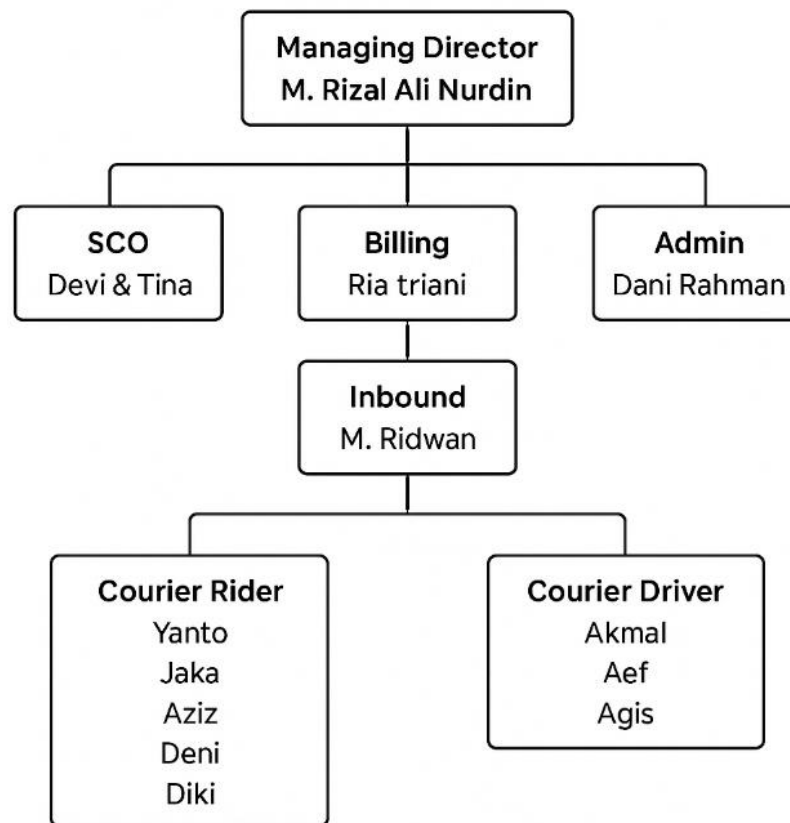 Managing Director
M. Rizal Ali Nurdin
SCO
Devi & Tina
Billing
Ria triani
Admin
Dani Rahman
Inbound
M. Ridwan
Courier Rider
Yanto
Jaka
Aziz
Deni
Diki
Courier Driver
Akmal
Aef
Agis